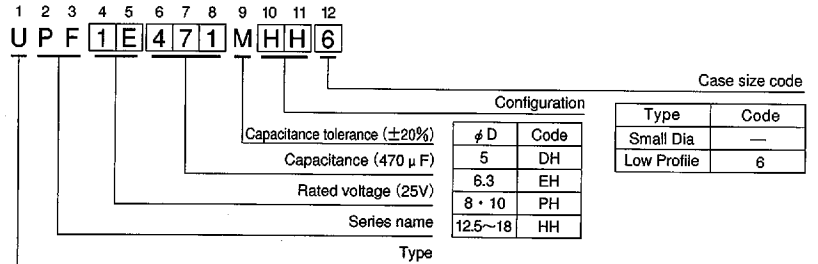 1 2 3 4 5 6 7 8 9 10 11 12
U P F 1 E 4 7 1 M H H 6
Case size code
Configuration
Type Code
Small Dia —
Low Profile 6
Capacitance tolerance (±20%)
Capacitance (470 μF)
Rated voltage (25V)
Series name
Type
φD Code
5 DH
6.3 EH
8・10 PH
12.5～18 HH